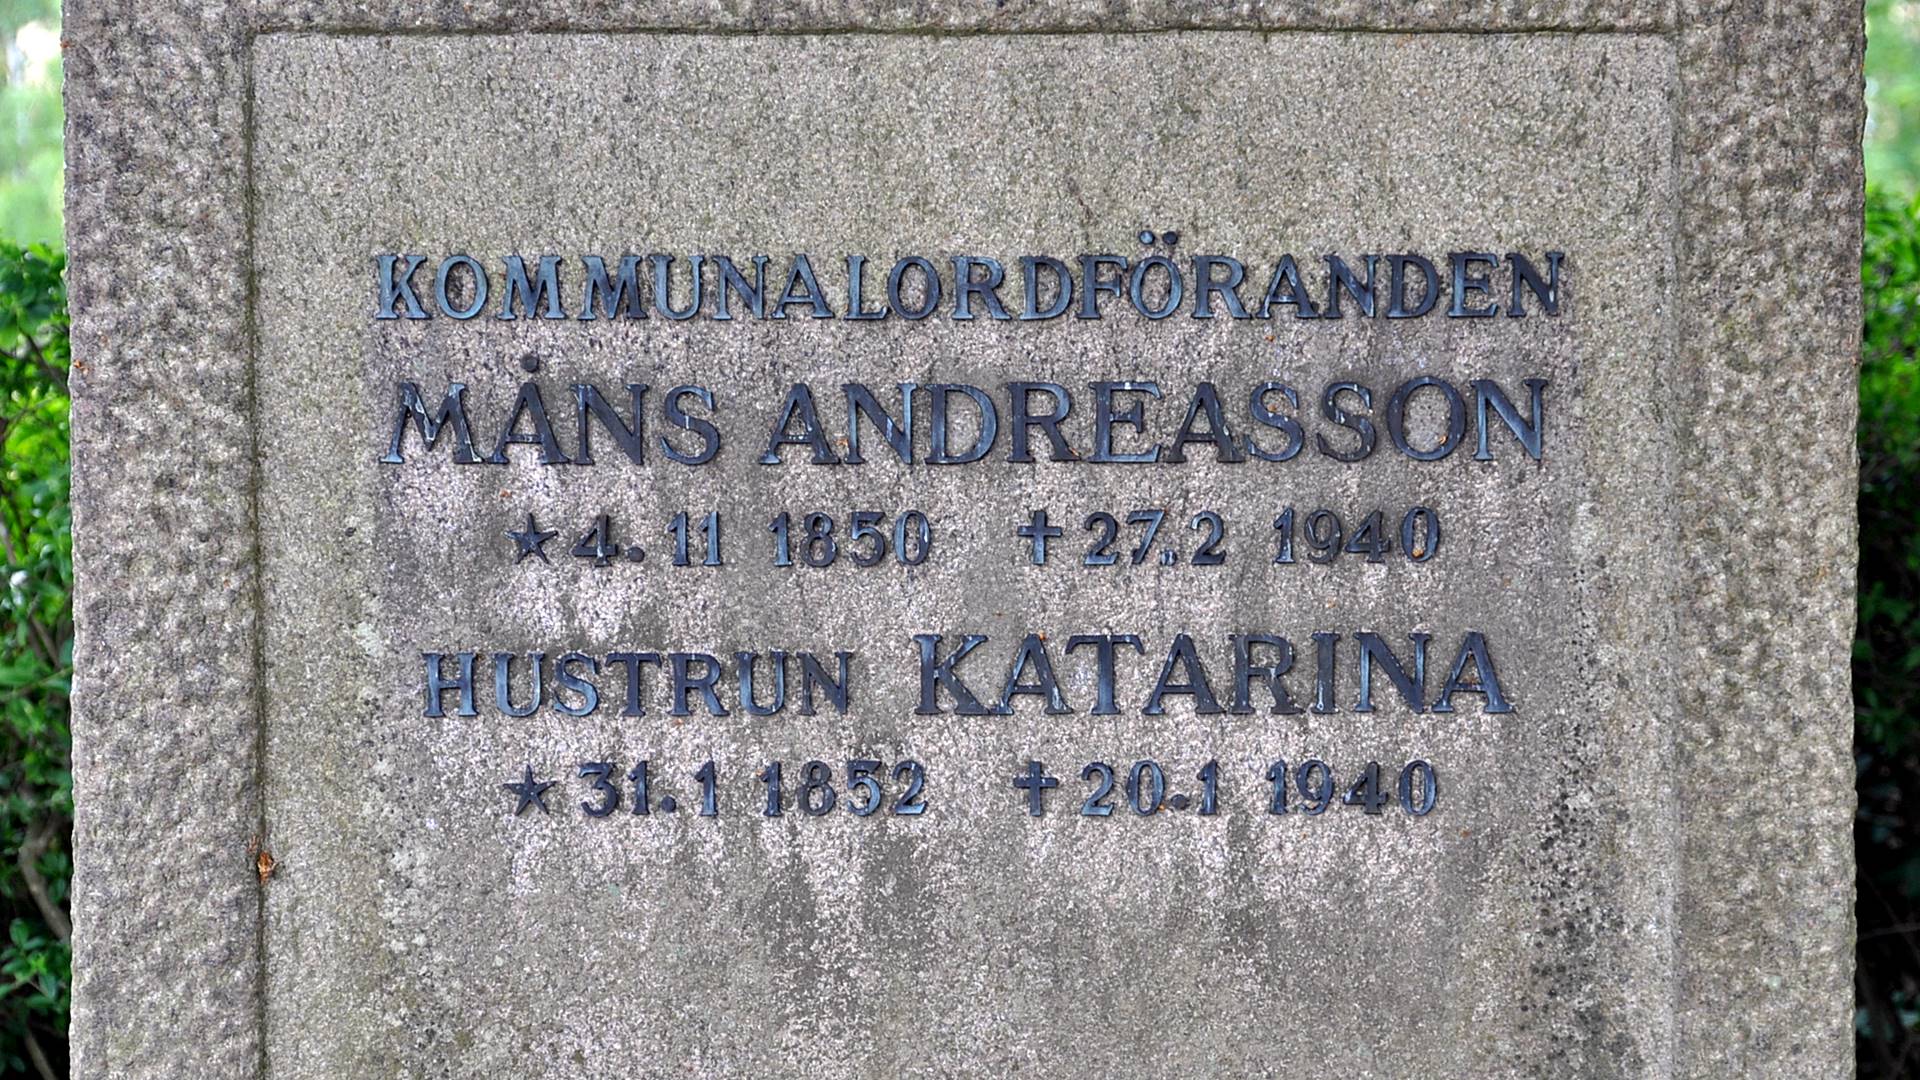 KOMMUNALORDFÖRANDEN
MÅNS ANDREASSON
★ 4. 11 1850 ✝ 27.2 1940
HUSTRUN KATARINA
★ 31.1 1852 ✝ 20.1 1940